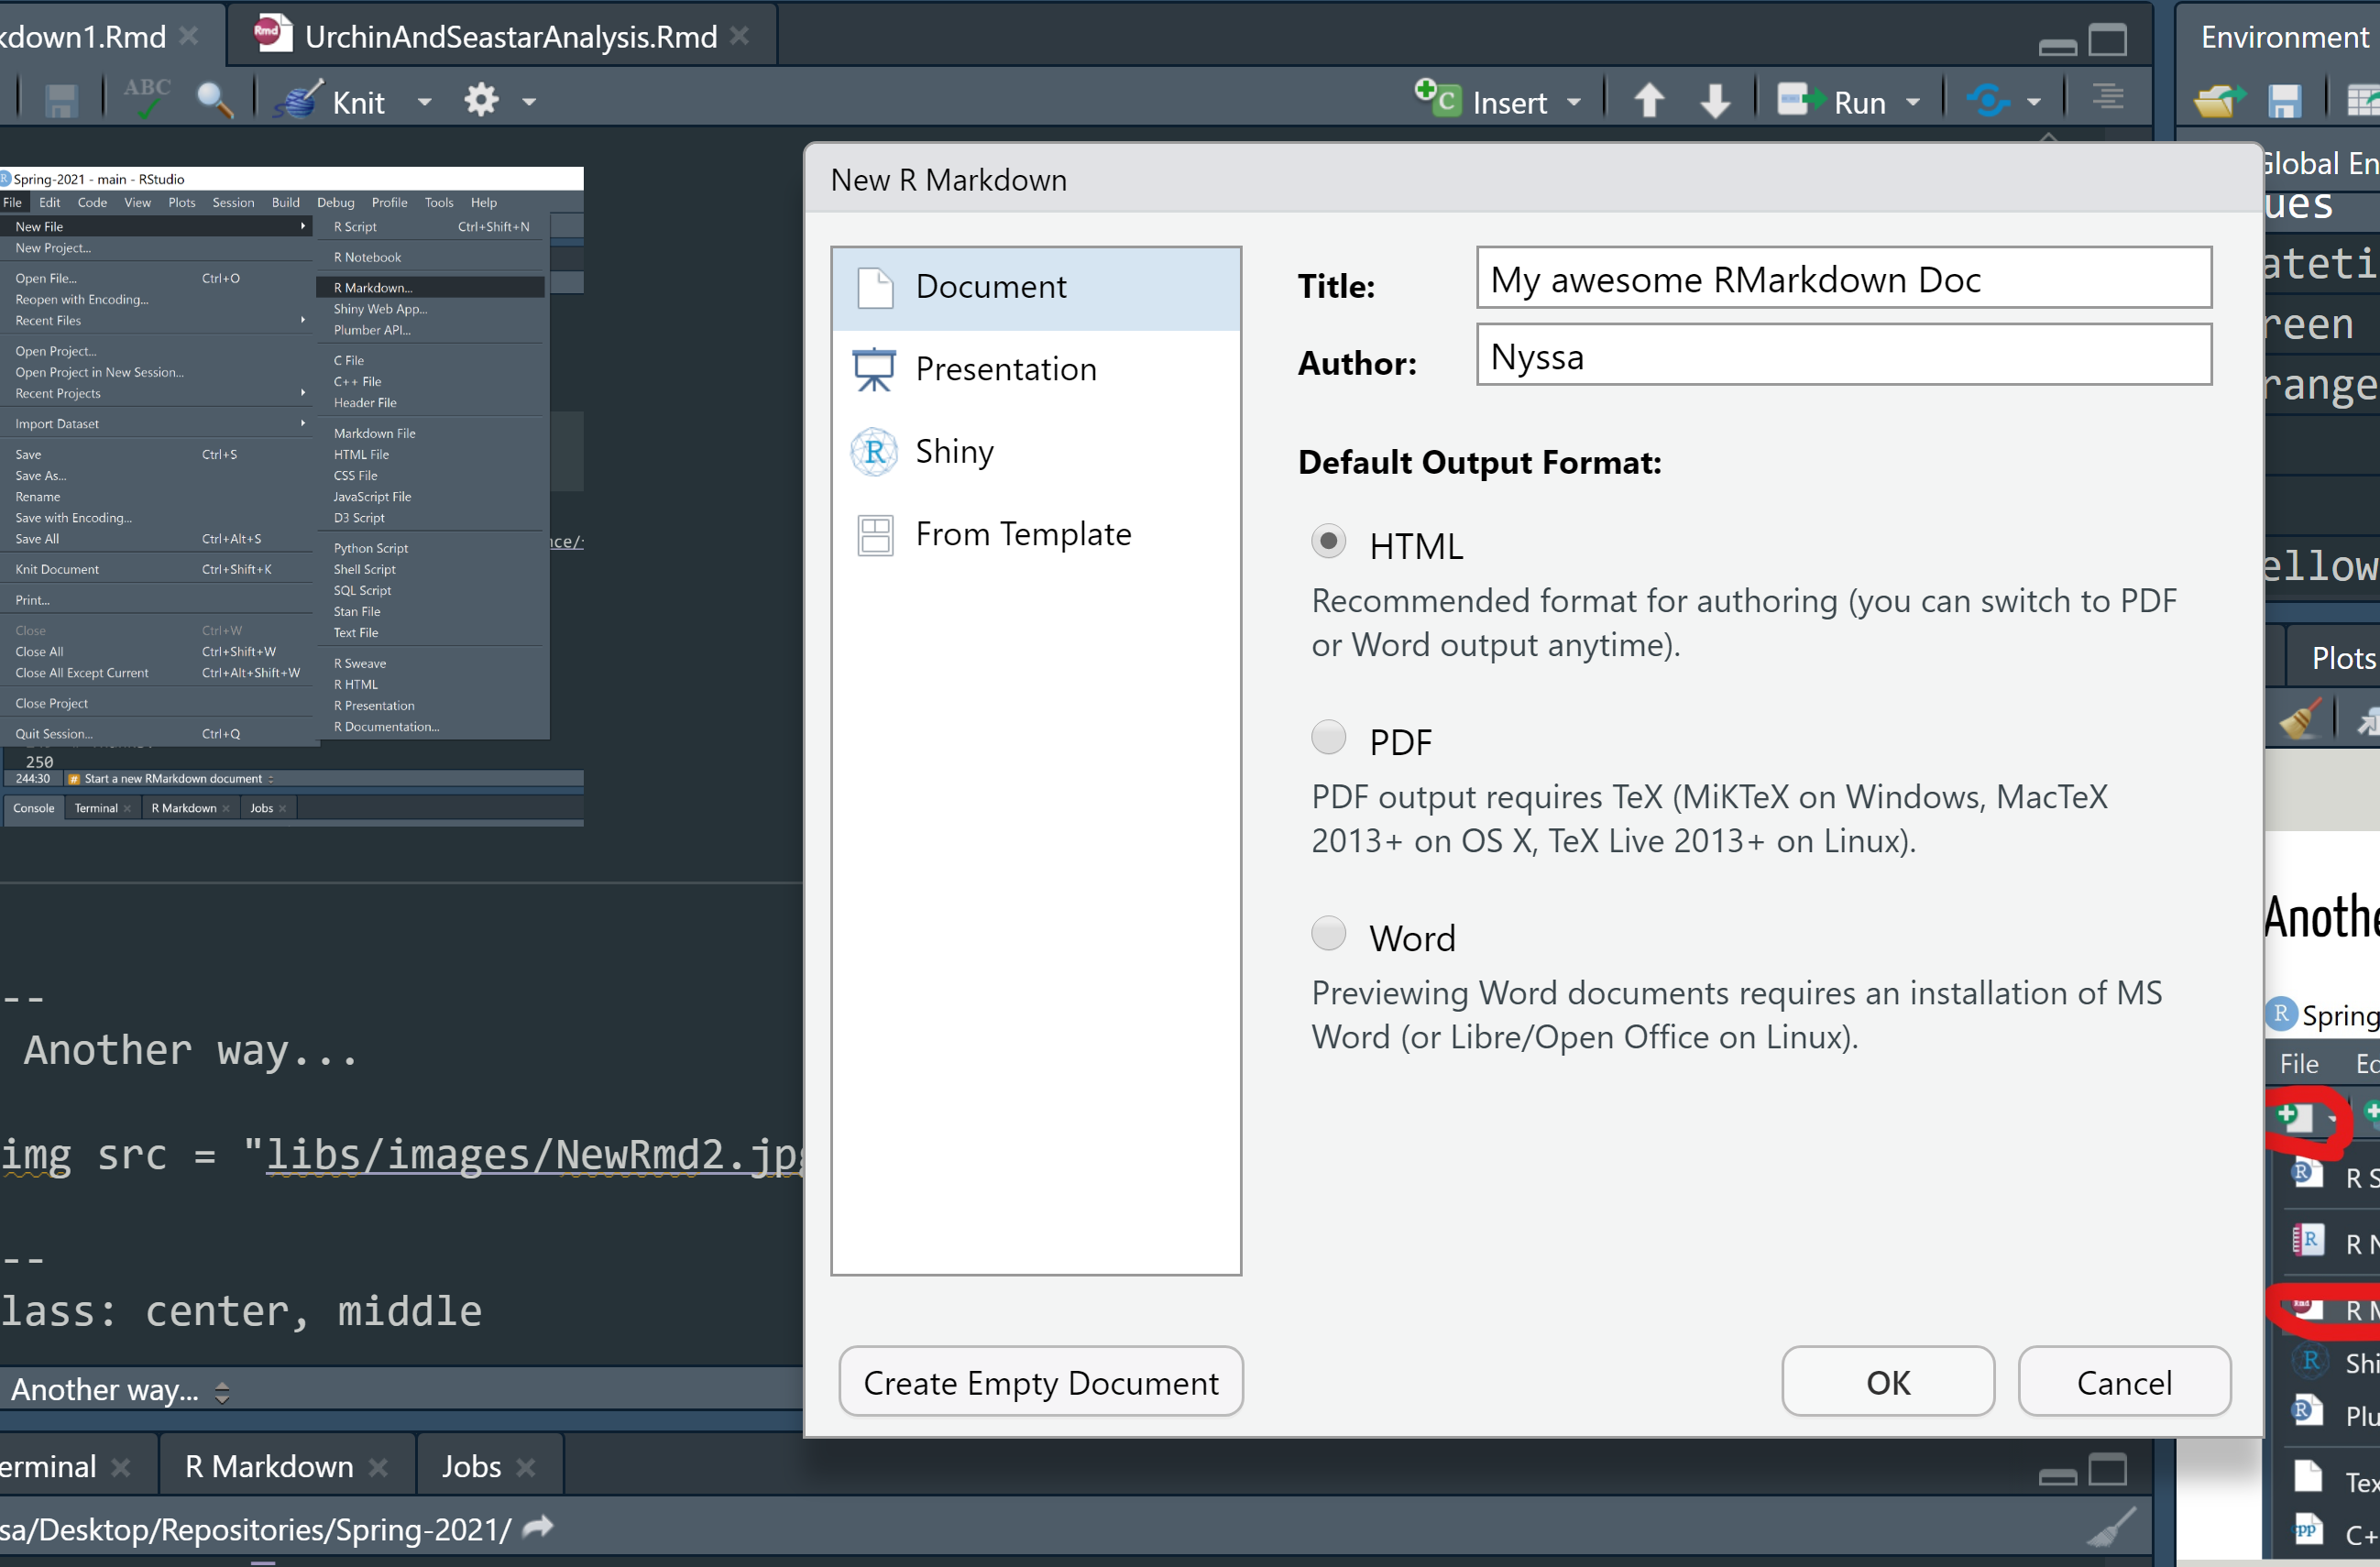 kdown1.Rmd
UrchinAndSeastarAnalysis.Rmd
Environment
ABC
Knit
Insert
Run
Global En
ues
ateti
reen
range
ellow
Plots
Spring-2021 - main - RStudio
File Edit Code View Plots Session Build Debug Profile Tools Help
New File
New Project...
Open File... Ctrl+O
Reopen with Encoding...
Recent Files
Open Project...
Open Project in New Session...
Recent Projects
Import Dataset
Save Ctrl+S
Save As...
Rename
Save with Encoding...
Save All Ctrl+Alt+S
Knit Document Ctrl+Shift+K
Print...
Close Ctrl+W
Close All Ctrl+Shift+W
Close All Except Current Ctrl+Alt+Shift+W
Close Project
Quit Session... Ctrl+Q
R Script Ctrl+Shift+N
R Notebook
R Markdown...
Shiny Web App...
Plumber API...
C File
C++ File
Header File
Markdown File
HTML File
CSS File
JavaScript File
D3 Script
Python Script
Shell Script
SQL Script
Stan File
Text File
R Sweave
R HTML
R Presentation
R Documentation...
nce/
250
244:30 # Start a new RMarkdown document
Console Terminal R Markdown Jobs
--
Another way...
img src = "libs/images/NewRmd2.jpg
--
lass: center, middle
Another way...
erminal
R Markdown
Jobs
sa/Desktop/Repositories/Spring-2021/
New R Markdown
Document
Presentation
Shiny
From Template
Title: My awesome RMarkdown Doc
Author: Nyssa
Default Output Format:
HTML
Recommended format for authoring (you can switch to PDF
or Word output anytime).
PDF
PDF output requires TeX (MiKTeX on Windows, MacTeX
2013+ on OS X, TeX Live 2013+ on Linux).
Word
Previewing Word documents requires an installation of MS
Word (or Libre/Open Office on Linux).
Create Empty Document
OK
Cancel
Anothe
R Spring
File Ed
R S
R N
R M
Shi
Plu
Tex
C+